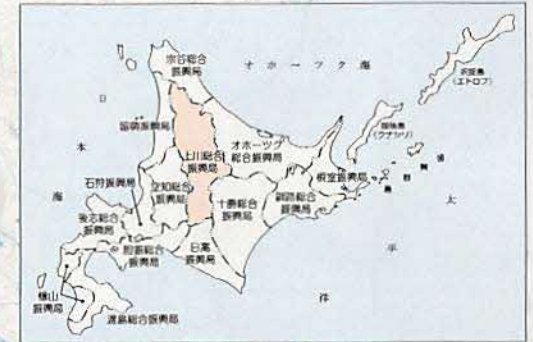 宗谷総合
振興局
オホーツク海
択捉島
(エトロフ)
国後島
(クナシリ)
日本海
留萌振興局
オホーツク
総合振興局
上川総合
振興局
石狩振興局
空知総合
振興局
根室振興局
釧路総合
振興局
十勝総合
振興局
後志総合
振興局
胆振総合
振興局
日高
振興局
太平洋
檜山
振興局
渡島総合振興局